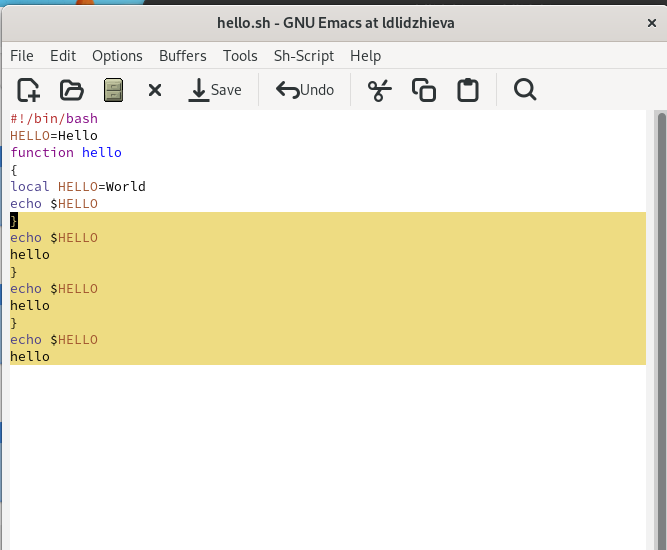 hello.sh - GNU Emacs at ldlidzhieva
File Edit Options Buffers Tools Sh-Script Help
Save Undo
#!/bin/bash
HELLO=Hello
function hello
{
local HELLO=World
echo $HELLO
}
echo $HELLO
hello
}
echo $HELLO
hello
}
echo $HELLO
hello